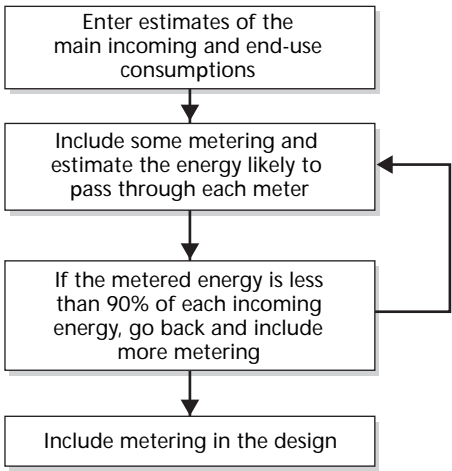 Enter estimates of the
main incoming and end-use
consumptions
Include some metering and
estimate the energy likely to
pass through each meter
If the metered energy is less
than 90% of each incoming
energy, go back and include
more metering
Include metering in the design